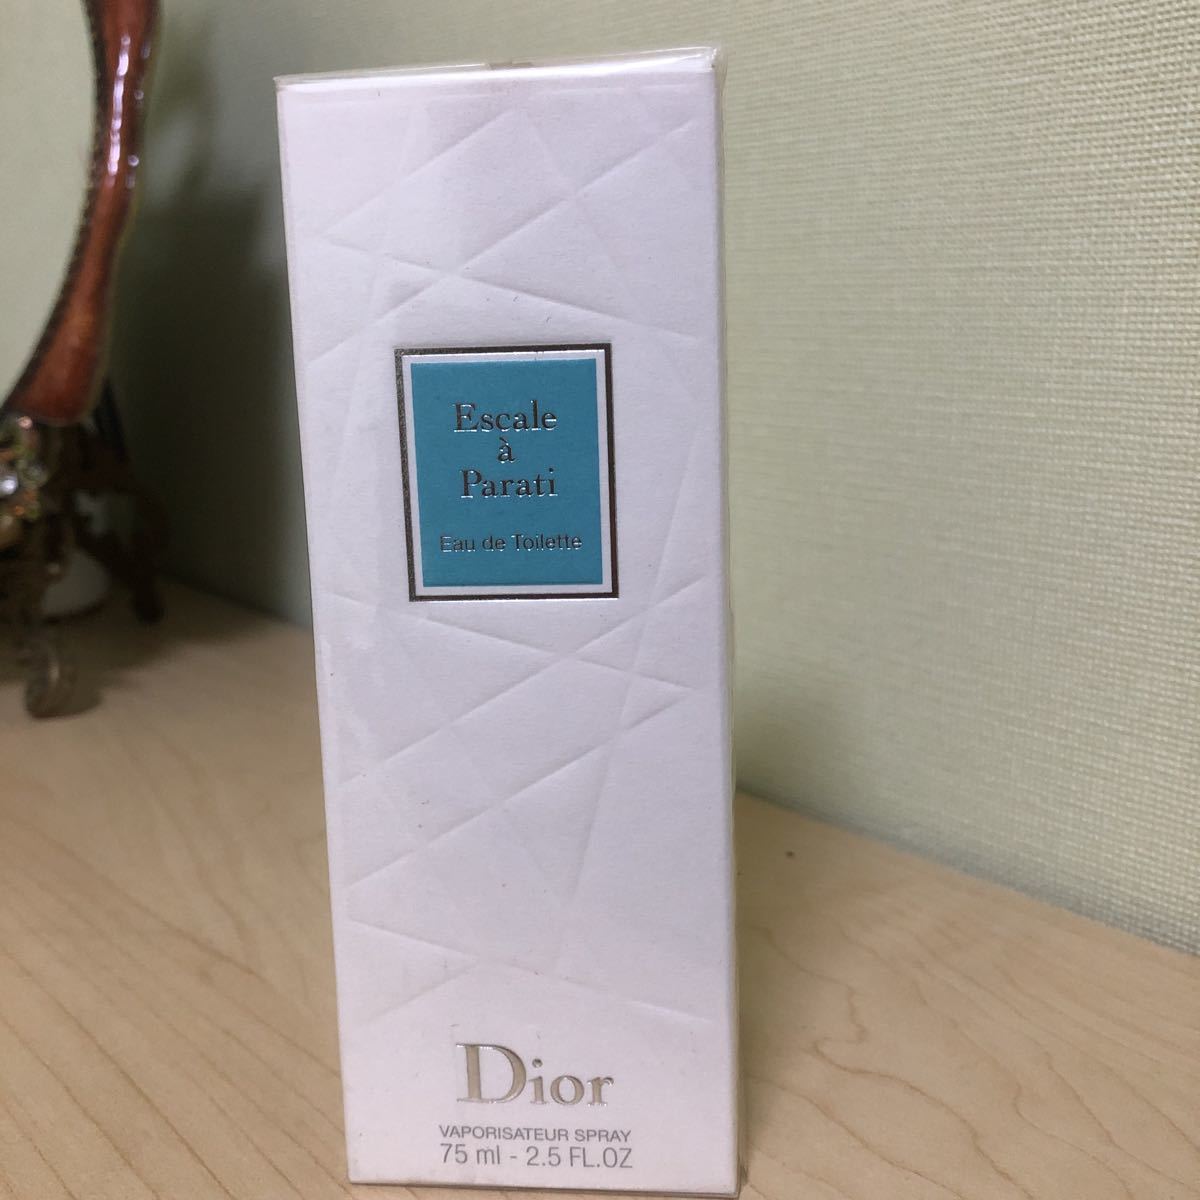 Escale
à
Parati
Eau de Toilette
Dior
VAPORISATEUR SPRAY
75 ml - 2.5 FL.OZ